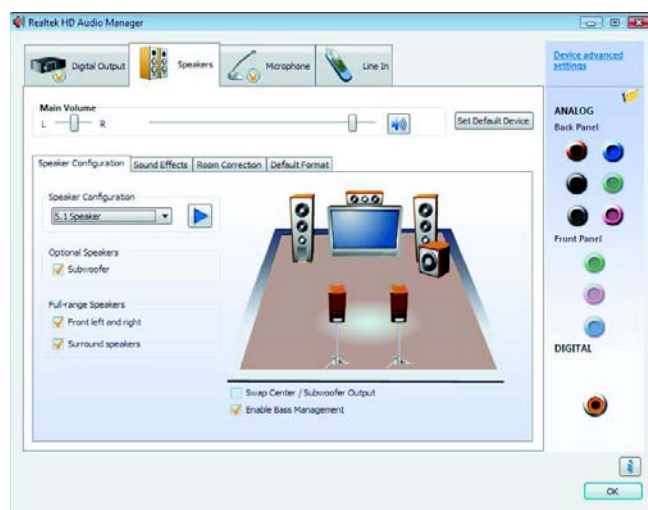 Realtek HD Audio Manager
Digital Output
Speakers
Microphone
Line In
Device advanced
settings
Main Volume
L
R
Set Default Device
ANALOG
Back Panel
Speaker Configuration
Sound Effects
Room Correction
Default Format
Speaker Configuration
5.1 Speaker
Optional Speakers
Subwoofer
Full-range Speakers
Front left and right
Surround speakers
Front Panel
DIGITAL
Swap Center / Subwoofer Output
Enable Bass Management
OK